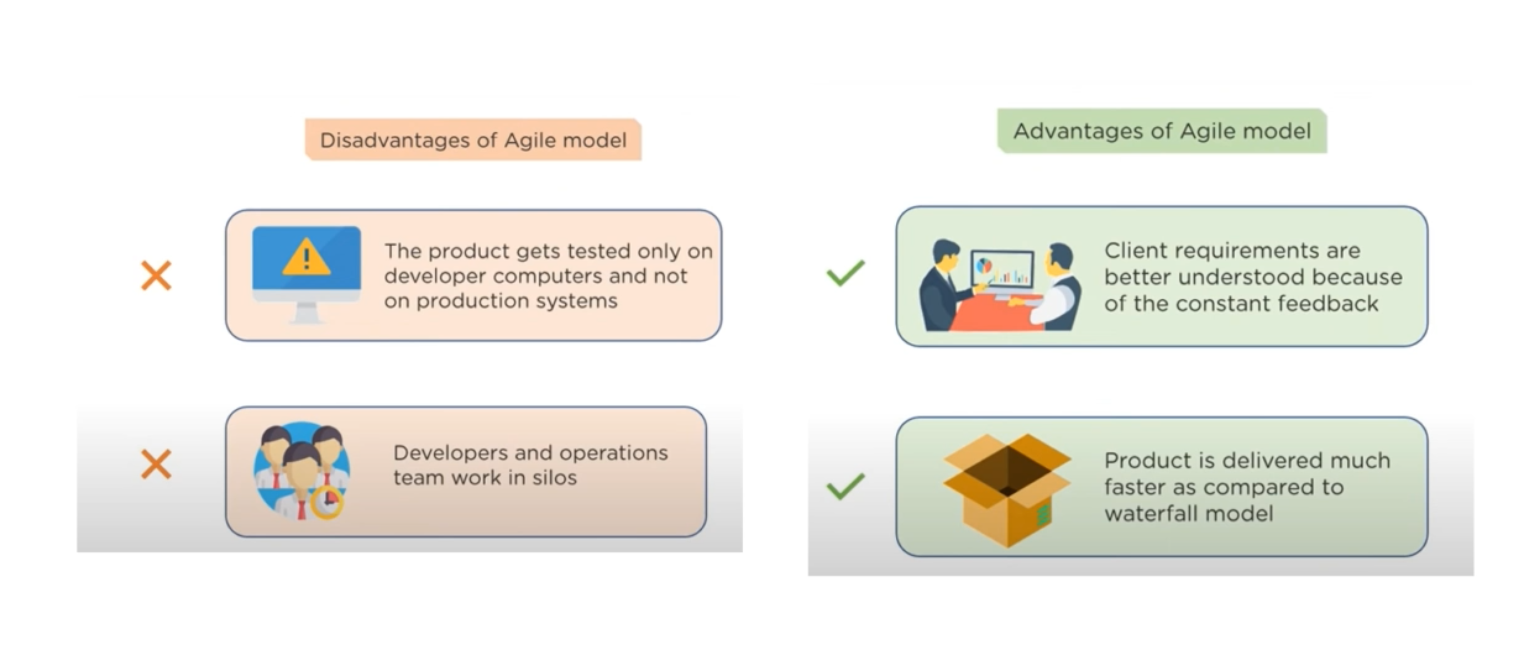 Disadvantages of Agile model
The product gets tested only on
developer computers and not
on production systems
Developers and operations
team work in silos
Advantages of Agile model
Client requirements are
better understood because
of the constant feedback
Product is delivered much
faster as compared to
waterfall model